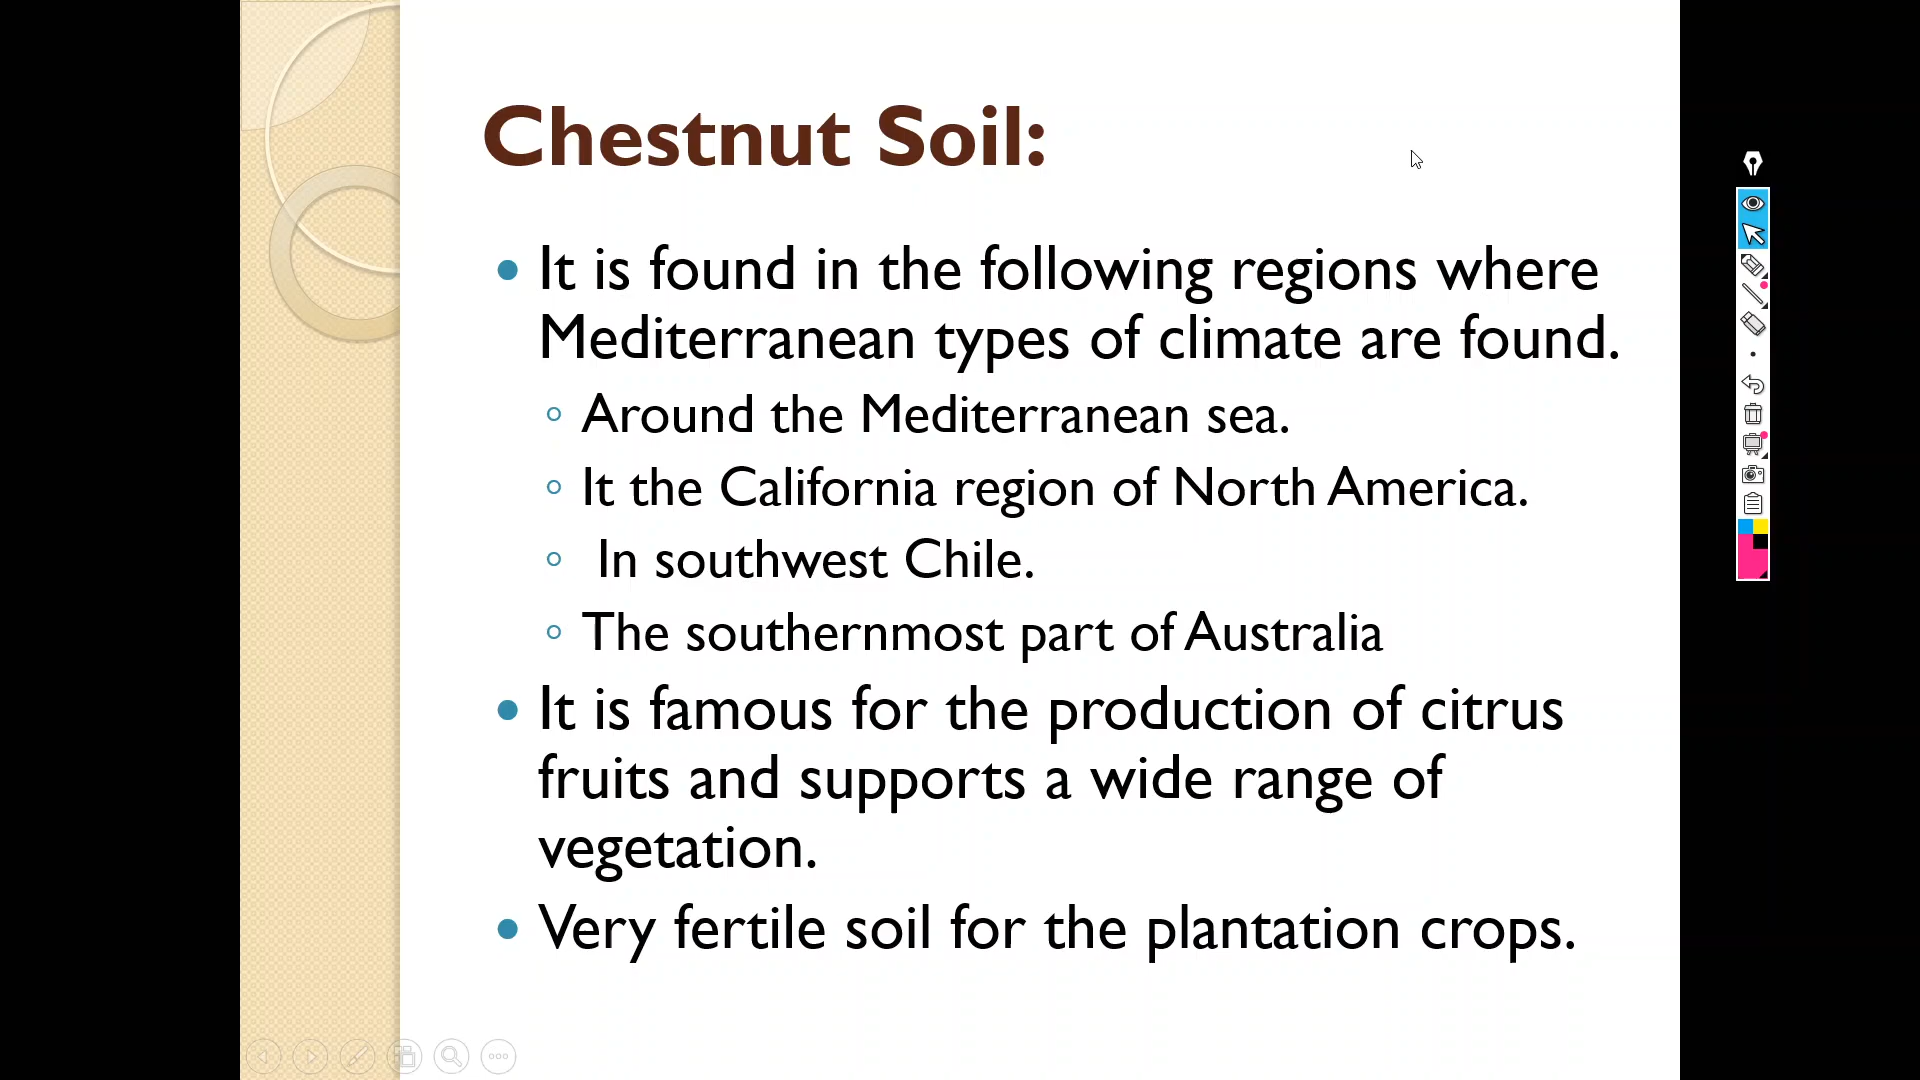 Chestnut Soil:
It is found in the following regions where
Mediterranean types of climate are found.
Around the Mediterranean sea.
It the California region of North America.
In southwest Chile.
The southernmost part of Australia
It is famous for the production of citrus
fruits and supports a wide range of
vegetation.
Very fertile soil for the plantation crops.